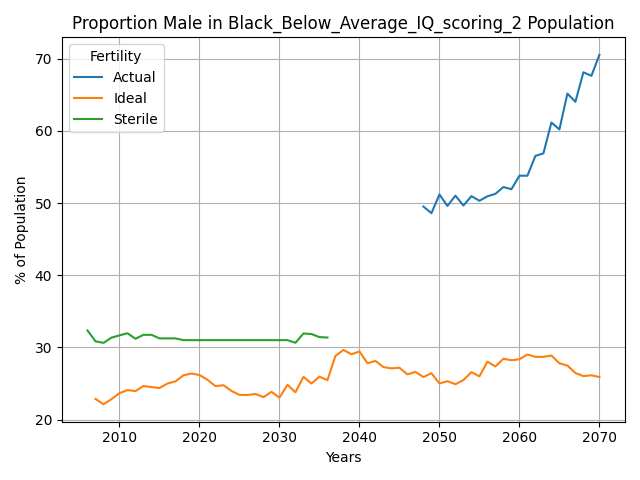 Proportion Male in Black_Below_Average_IQ_scoring_2 Population
Fertility
Actual
Ideal
Sterile
% of Population
70
60
50
40
30
20
2010 2020 2030 2040 2050 2060 2070
Years